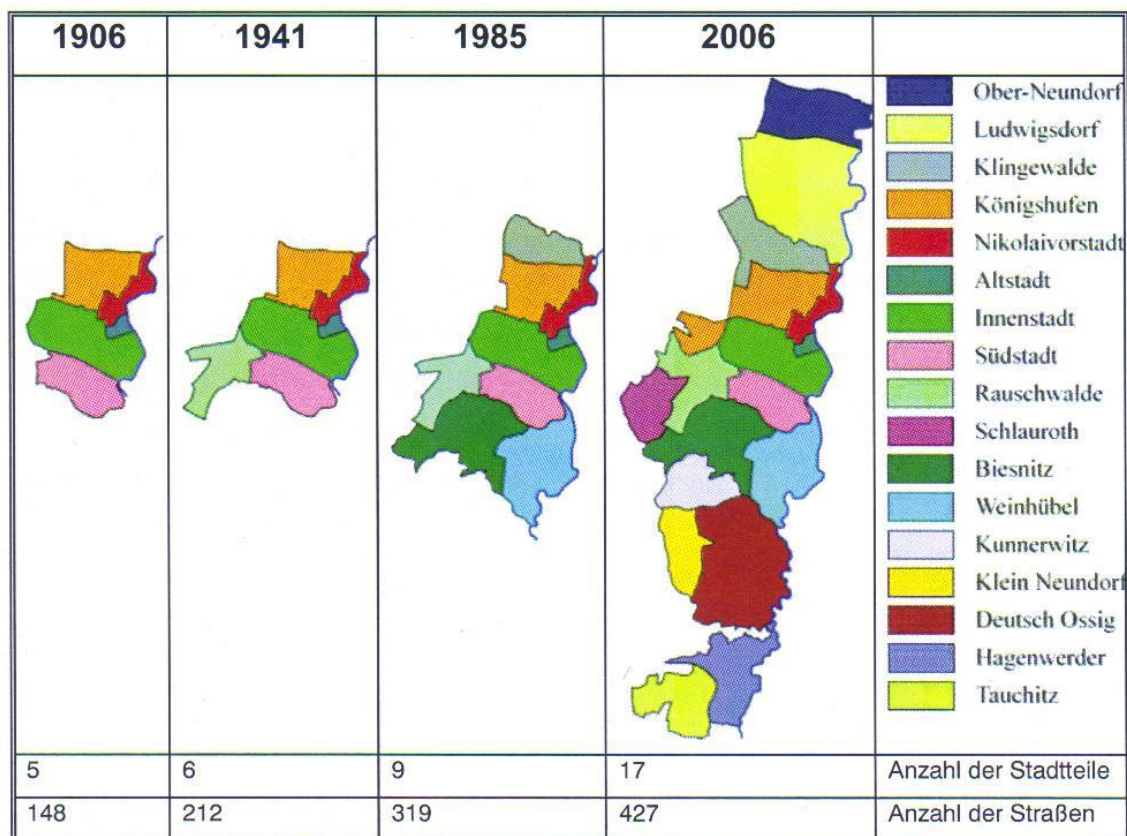 1906 1941 1985 2006
Ober-Neundorf
Ludwigsdorf
Klingewalde
Königshufen
Nikolaivorstadt
Altstadt
Innenstadt
Südstadt
Rauschwalde
Schlauroth
Biesnitz
Weinhübel
Kunnerwitz
Klein Neundorf
Deutsch Ossig
Hagenwerder
Tauchitz
5 6 9 17 Anzahl der Stadtteile
148 212 319 427 Anzahl der Straßen